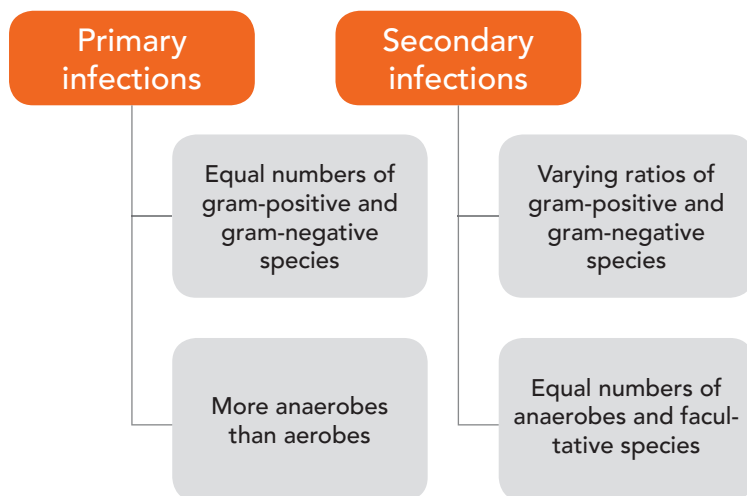 Primary
infections
Equal numbers of
gram-positive and
gram-negative
species
More anaerobes
than aerobes
Secondary
infections
Varying ratios of
gram-positive and
gram-negative
species
Equal numbers of
anaerobes and facul-
tative species